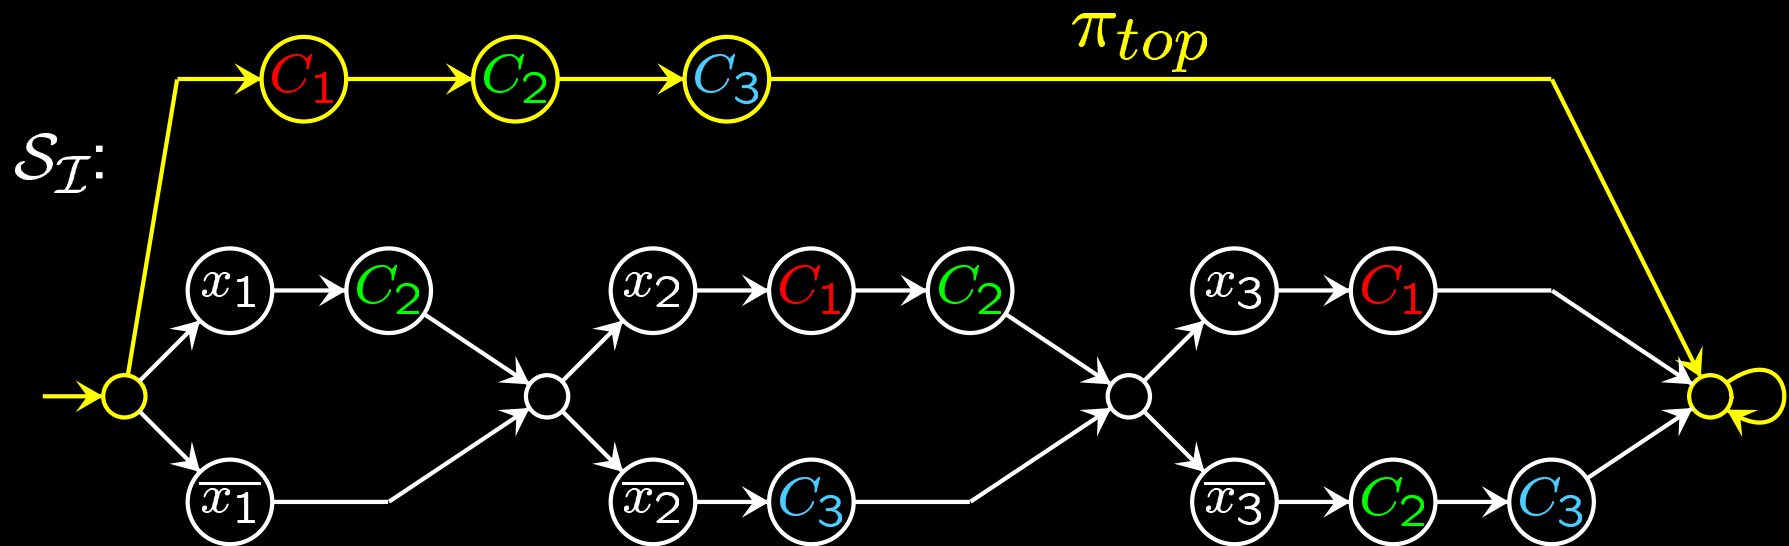 π_top
C₁ C₂ C₃
𝒮_ℐ:
x₁ C₂ x₂ C₁ C₂ x₃ C₁
x̅₁ x̅₂ C₃ x̅₃ C₂ C₃